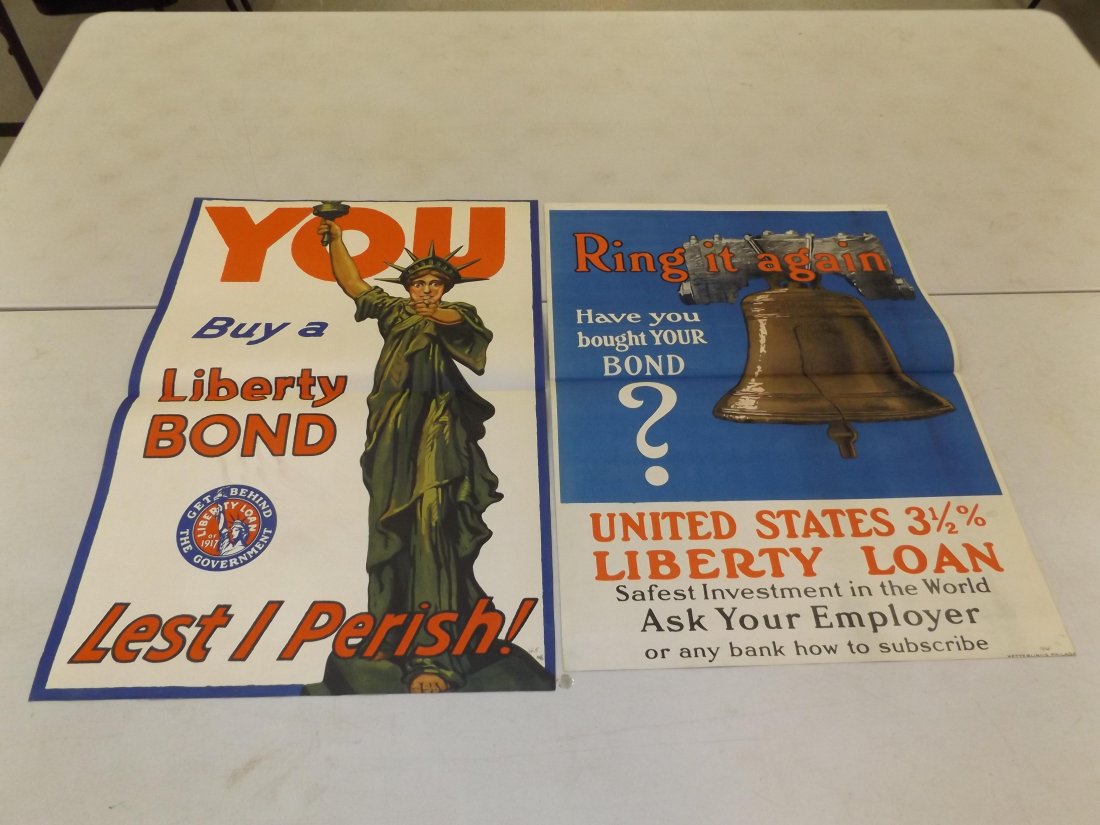 YOU
Buy a
Liberty
BOND
GET BEHIND
THE GOVERNMENT
LIBERTY LOAN
OF
1917
Lest I Perish!
Ring it again
Have you
bought YOUR
BOND
?
UNITED STATES 3½%
LIBERTY LOAN
Safest Investment in the World
Ask Your Employer
or any bank how to subscribe